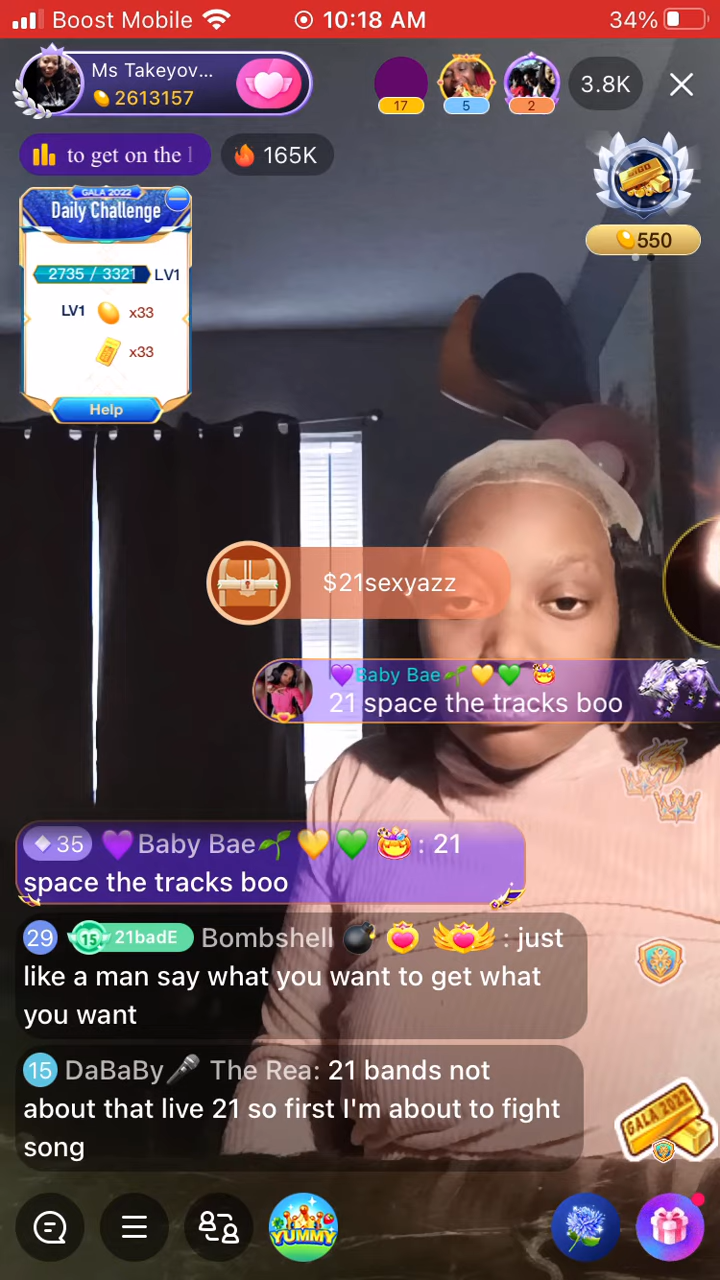 Boost Mobile 10:18 AM 34%
Ms Takeyov...
2613157
17 5 2 3.8K
to get on the l
165K
GALA 2022
Daily Challenge
550
2735 / 3321 LV1
LV1 x33
x33
Help
$21sexyazz
Baby Bae
21 space the tracks boo
35 Baby Bae : 21
space the tracks boo
29 15 21badE Bombshell : just
like a man say what you want to get what
you want
15 DaBaBy The Rea: 21 bands not
about that live 21 so first I'm about to fight
song
GALA 2022
YUMMY